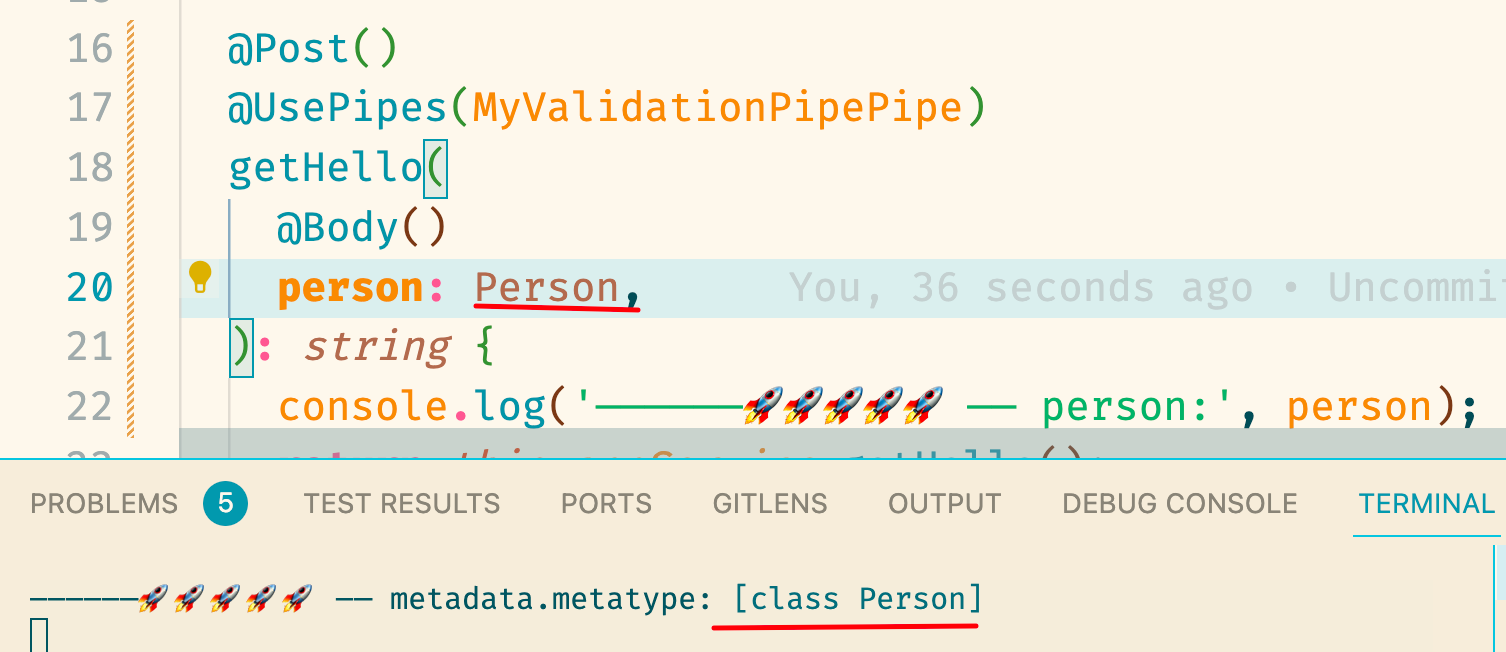 16 @Post()
17 @UsePipes(MyValidationPipePipe)
18 getHello(
19 @Body()
20 person: Person, You, 36 seconds ago • Uncommi
21 ): string {
22 console.log('——————🚀🚀🚀🚀🚀 —— person:', person);
PROBLEMS 5 TEST RESULTS PORTS GITLENS OUTPUT DEBUG CONSOLE TERMINAL
——————🚀🚀🚀🚀🚀 —— metadata.metatype: [class Person]